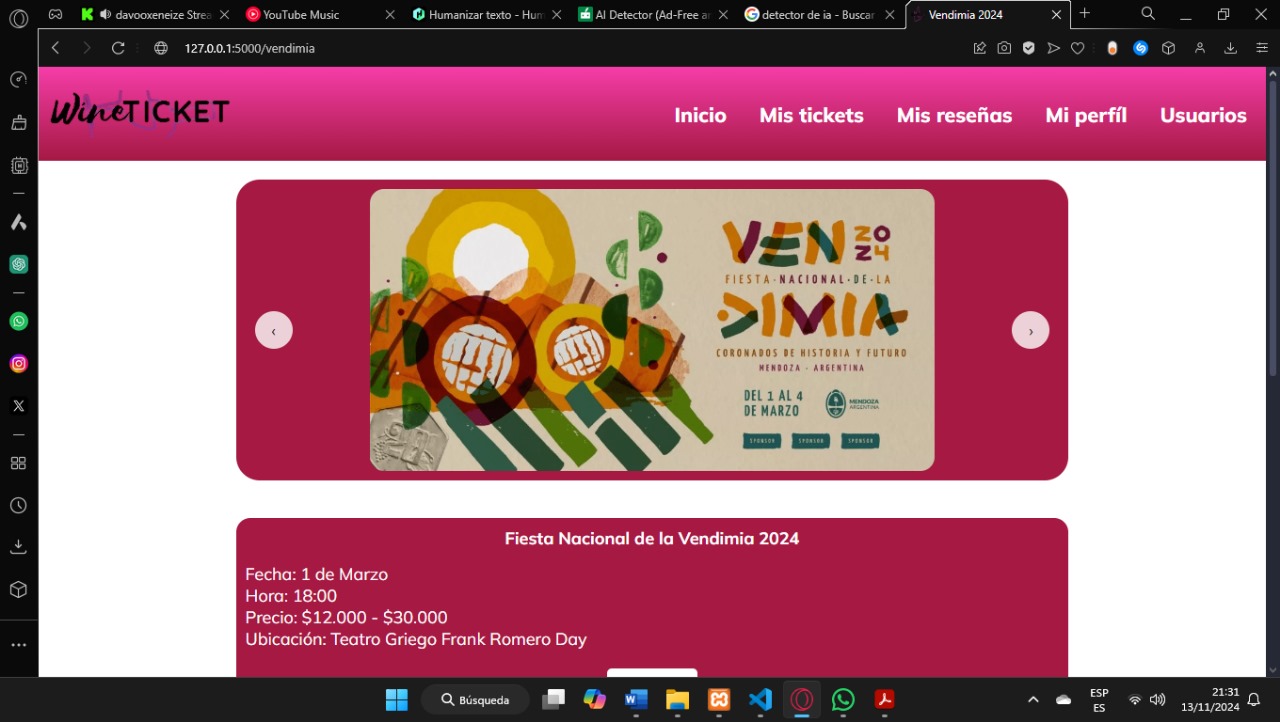 davooxeneize Strea
YouTube Music
Humanizar texto - Hum
AI Detector (Ad-Free an
detector de ia - Buscar
Vendimia 2024
127.0.0.1:5000/vendimia
WineTICKET
Inicio
Mis tickets
Mis reseñas
Mi perfíl
Usuarios
VEN 2024
FIESTA·NACIONAL·DE·LA
DIMIA
CORONADOS DE HISTORIA Y FUTURO
MENDOZA · ARGENTINA
DEL 1 AL 4
DE MARZO
MENDOZA
ARGENTINA
SPONSOR SPONSOR SPONSOR
‹
›
Fiesta Nacional de la Vendimia 2024
Fecha: 1 de Marzo
Hora: 18:00
Precio: $12.000 - $30.000
Ubicación: Teatro Griego Frank Romero Day
Búsqueda
ESP
ES
21:31
13/11/2024